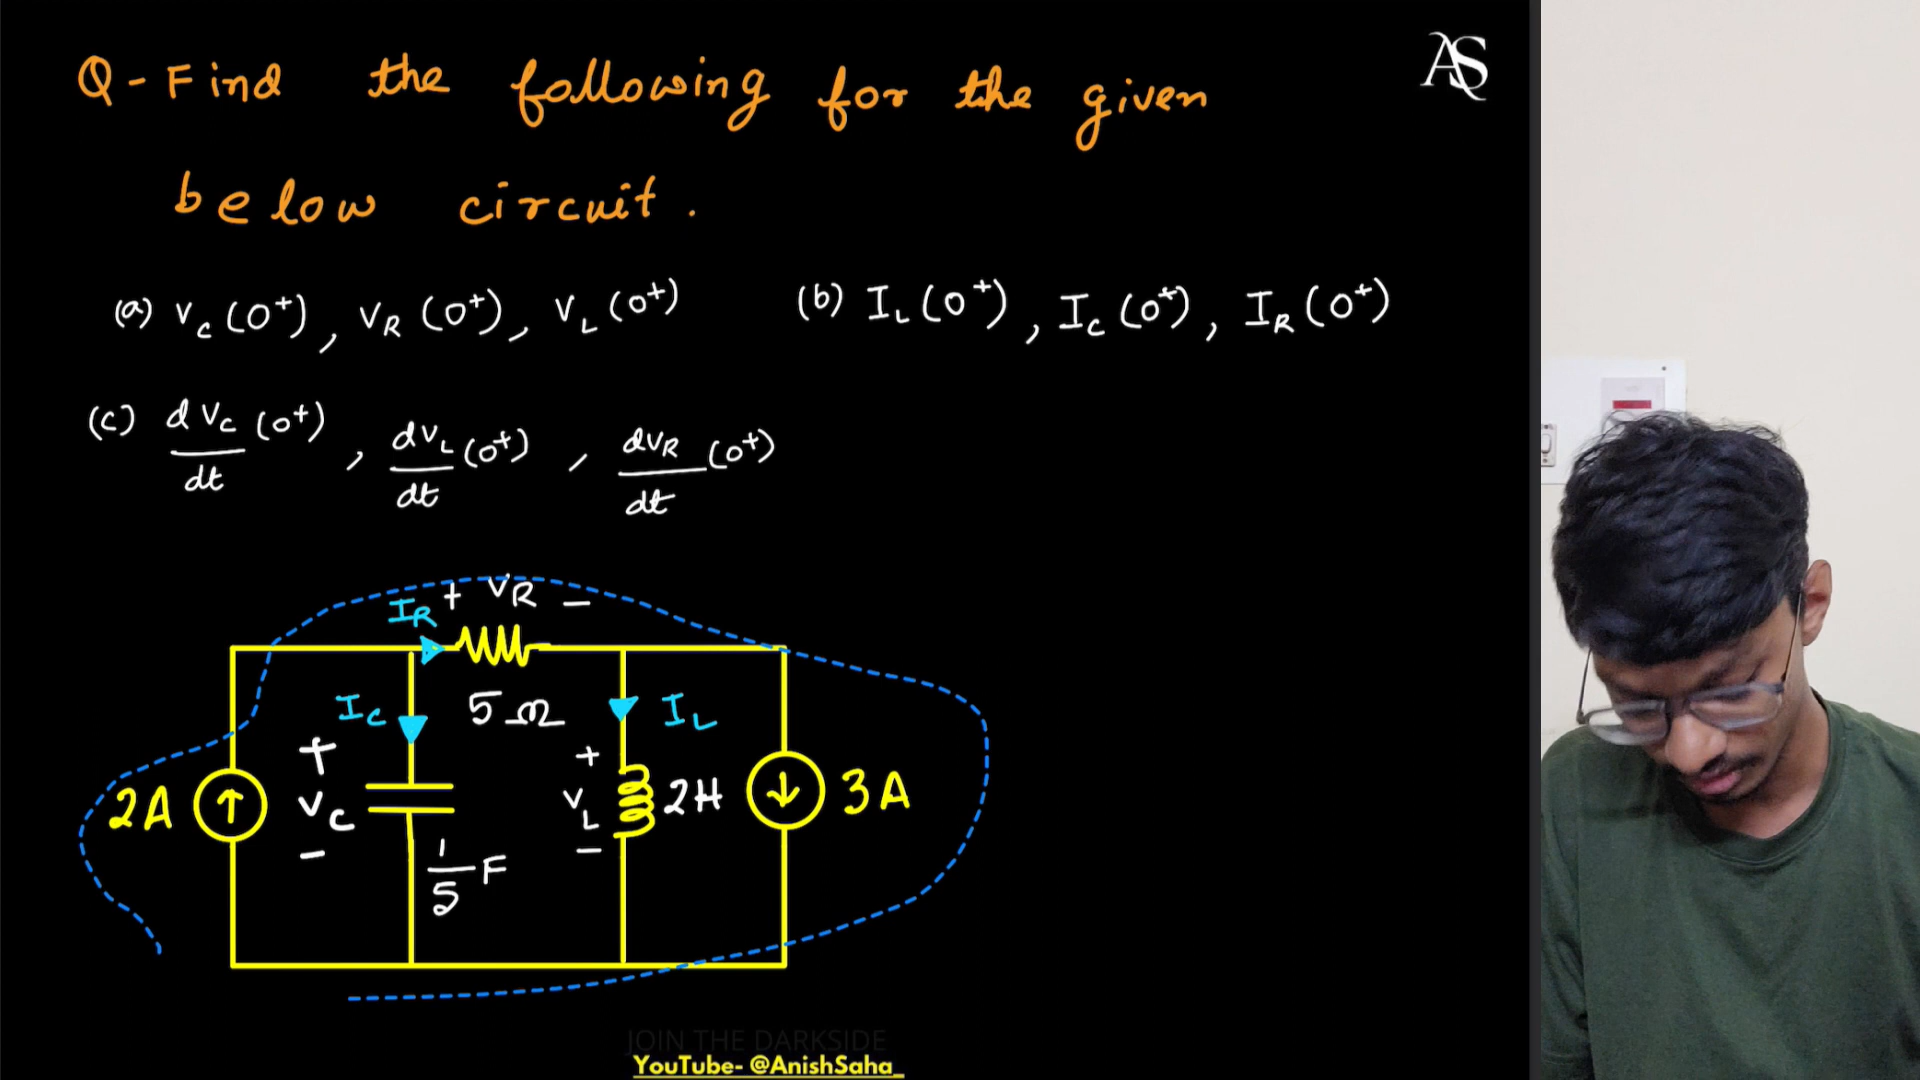 Q-Find the following for the given
AS
below circuit.
(a) Vc(0⁺), VR(0⁺), VL(0⁺) (b) IL(0⁺), Ic(0⁺), IR(0⁺)
(c) dVc/dt (0⁺), dVL/dt (0⁺), dVR/dt (0⁺)
+ VR −
IR
5Ω
Ic
IL
+
+
2A
Vc
VL
2H
3A
−
−
1/5 F
JOIN THE DARKSIDE
YouTube- @AnishSaha_